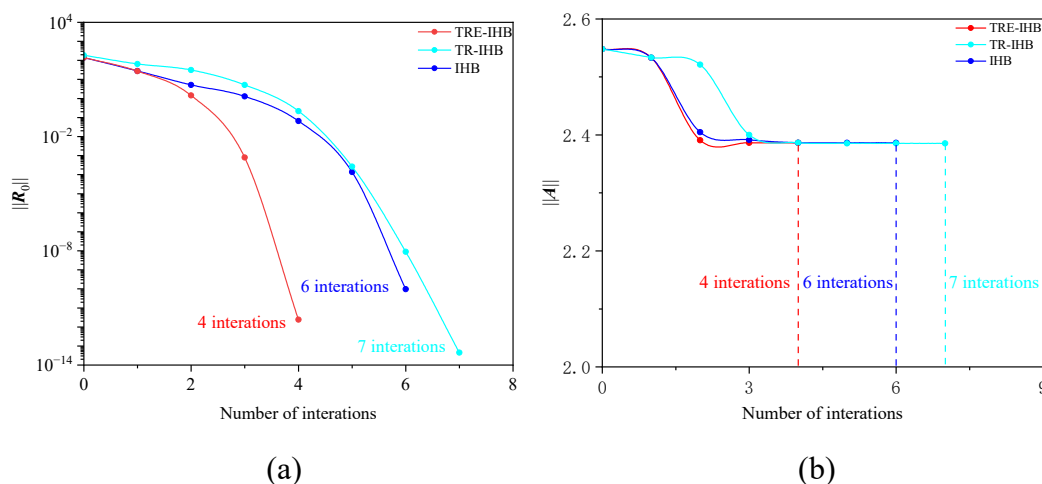 10⁴
10⁻²
10⁻⁸
10⁻¹⁴
||R₀||
TRE-IHB
TR-IHB
IHB
6 interations
4 interations
7 interations
0
2
4
6
8
Number of interations
(a)
2.6
2.4
2.2
2.0
||A||
TRE-IHB
TR-IHB
IHB
4 interations
6 interations
7 interations
0
3
6
9
Number of interations
(b)